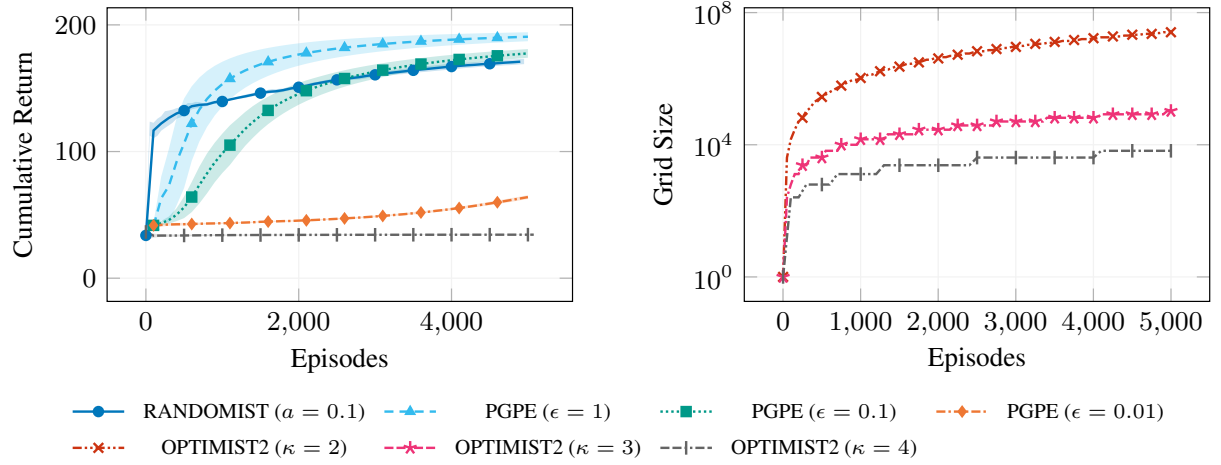 200
100
0
Cumulative Return
0
2,000
4,000
Episodes
10^8
10^4
10^0
Grid Size
0
1,000
2,000
3,000
4,000
5,000
Episodes
RANDOMIST (a = 0.1)
PGPE (ϵ = 1)
PGPE (ϵ = 0.1)
PGPE (ϵ = 0.01)
OPTIMIST2 (κ = 2)
OPTIMIST2 (κ = 3)
OPTIMIST2 (κ = 4)